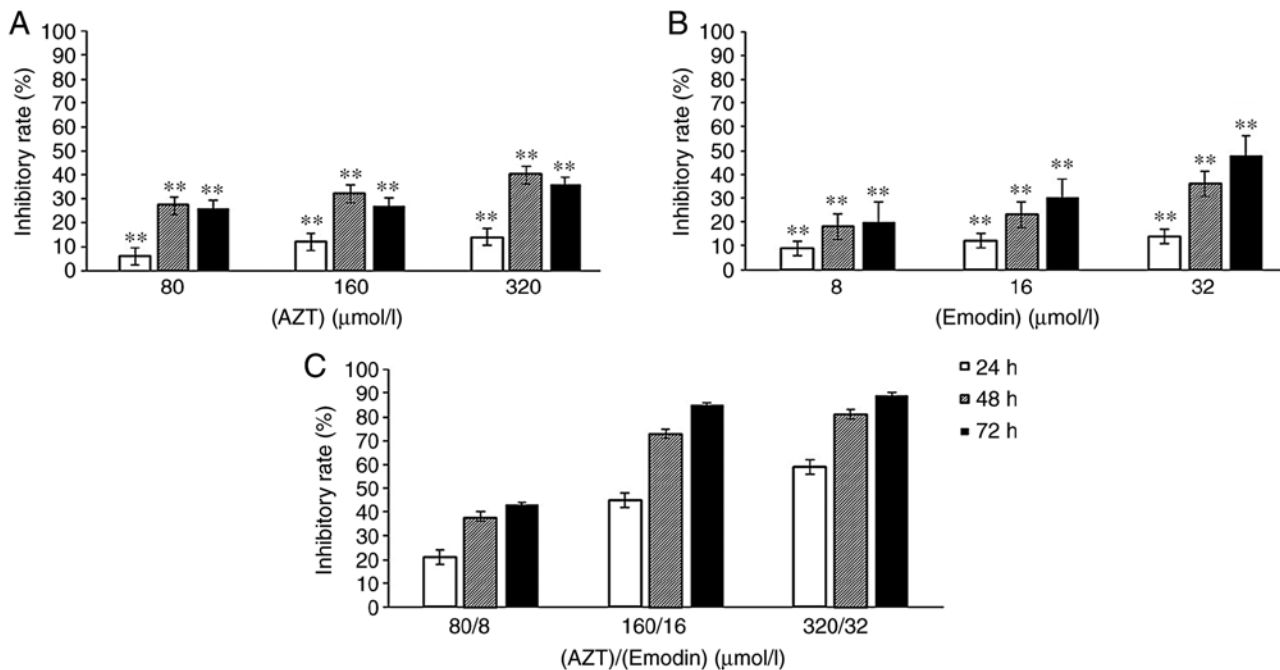 A
Inhibitory rate (%)
100
90
80
70
60
50
40
30
20
10
0
** ** **
** ** **
** ** **
80 160 320
(AZT) (μmol/l)
B
Inhibitory rate (%)
100
90
80
70
60
50
40
30
20
10
0
** ** **
** ** **
** ** **
8 16 32
(Emodin) (μmol/l)
C
Inhibitory rate (%)
100
90
80
70
60
50
40
30
20
10
0
80/8 160/16 320/32
(AZT)/(Emodin) (μmol/l)
24 h
48 h
72 h